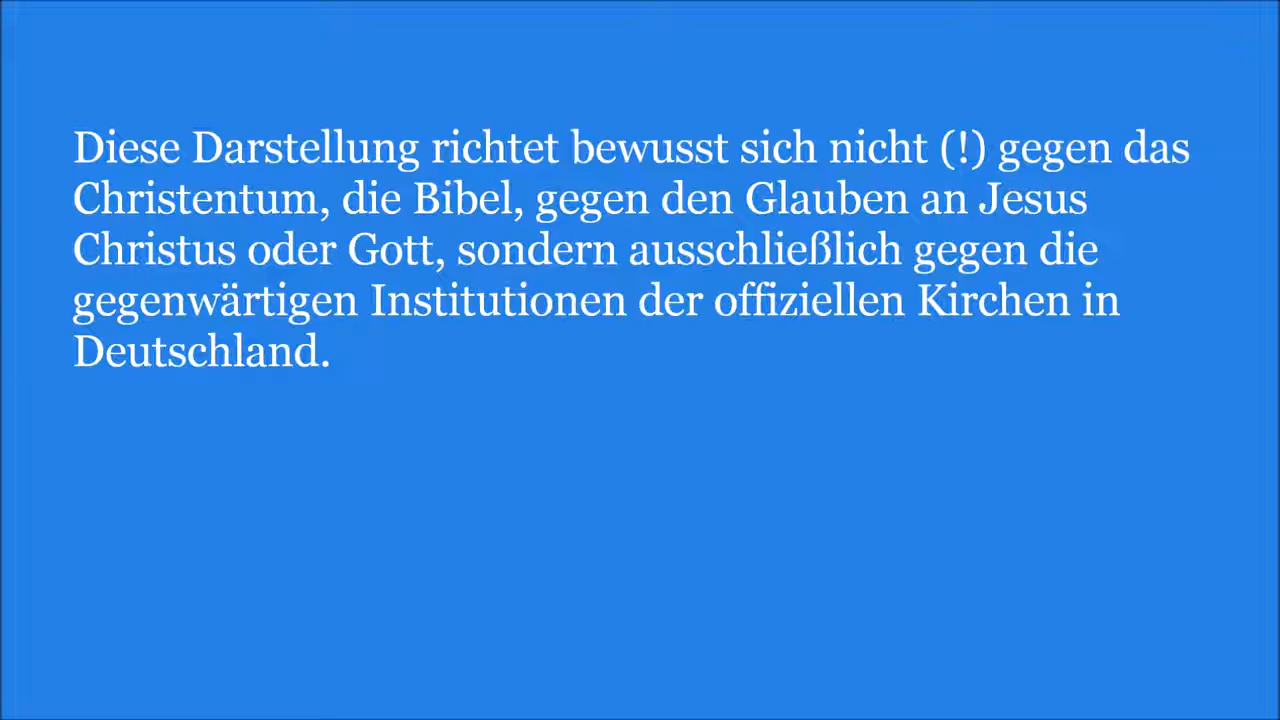 Diese Darstellung richtet bewusst sich nicht (!) gegen das
Christentum, die Bibel, gegen den Glauben an Jesus
Christus oder Gott, sondern ausschließlich gegen die
gegenwärtigen Institutionen der offiziellen Kirchen in
Deutschland.